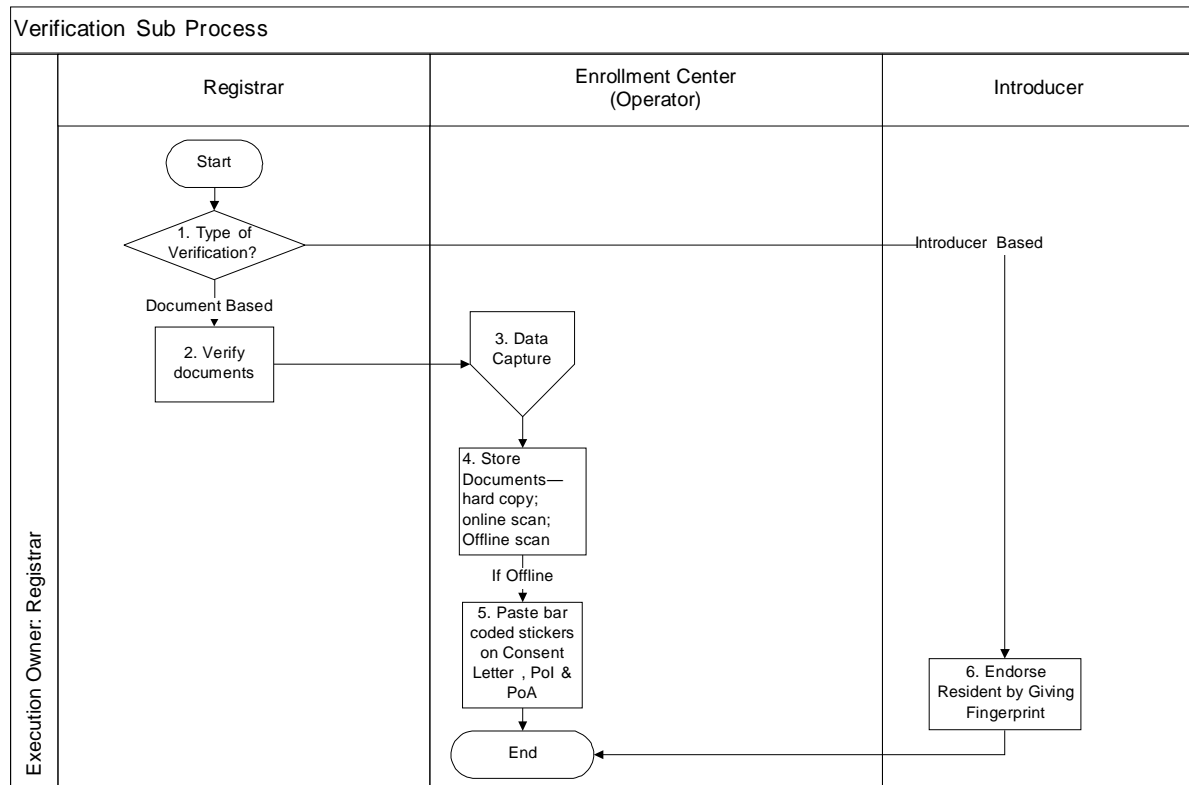 Verification Sub Process
Registrar
Enrollment Center
(Operator)
Introducer
Start
1. Type of
Verification?
Introducer Based
Document Based
2. Verify
documents
3. Data
Capture
4. Store
Documents—
hard copy;
online scan;
Offline scan
If Offline
5. Paste bar
coded stickers
on Consent
Letter , PoI &
PoA
6. Endorse
Resident by Giving
Fingerprint
End
Execution Owner: Registrar